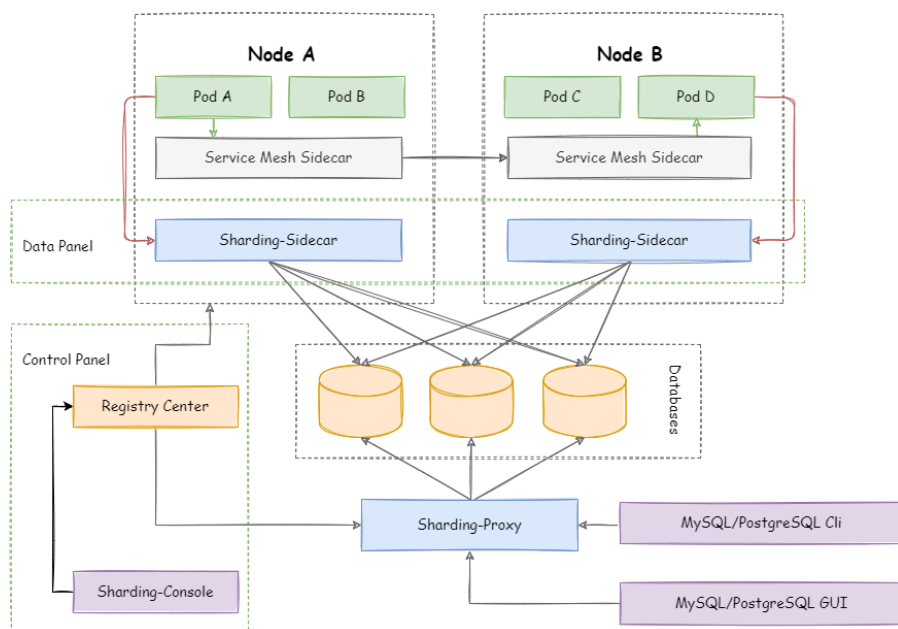 Node A
Node B
Pod A
Pod B
Pod C
Pod D
Service Mesh Sidecar
Service Mesh Sidecar
Data Panel
Sharding-Sidecar
Sharding-Sidecar
Control Panel
Registry Center
Databases
Sharding-Proxy
MySQL/PostgreSQL Cli
Sharding-Console
MySQL/PostgreSQL GUI